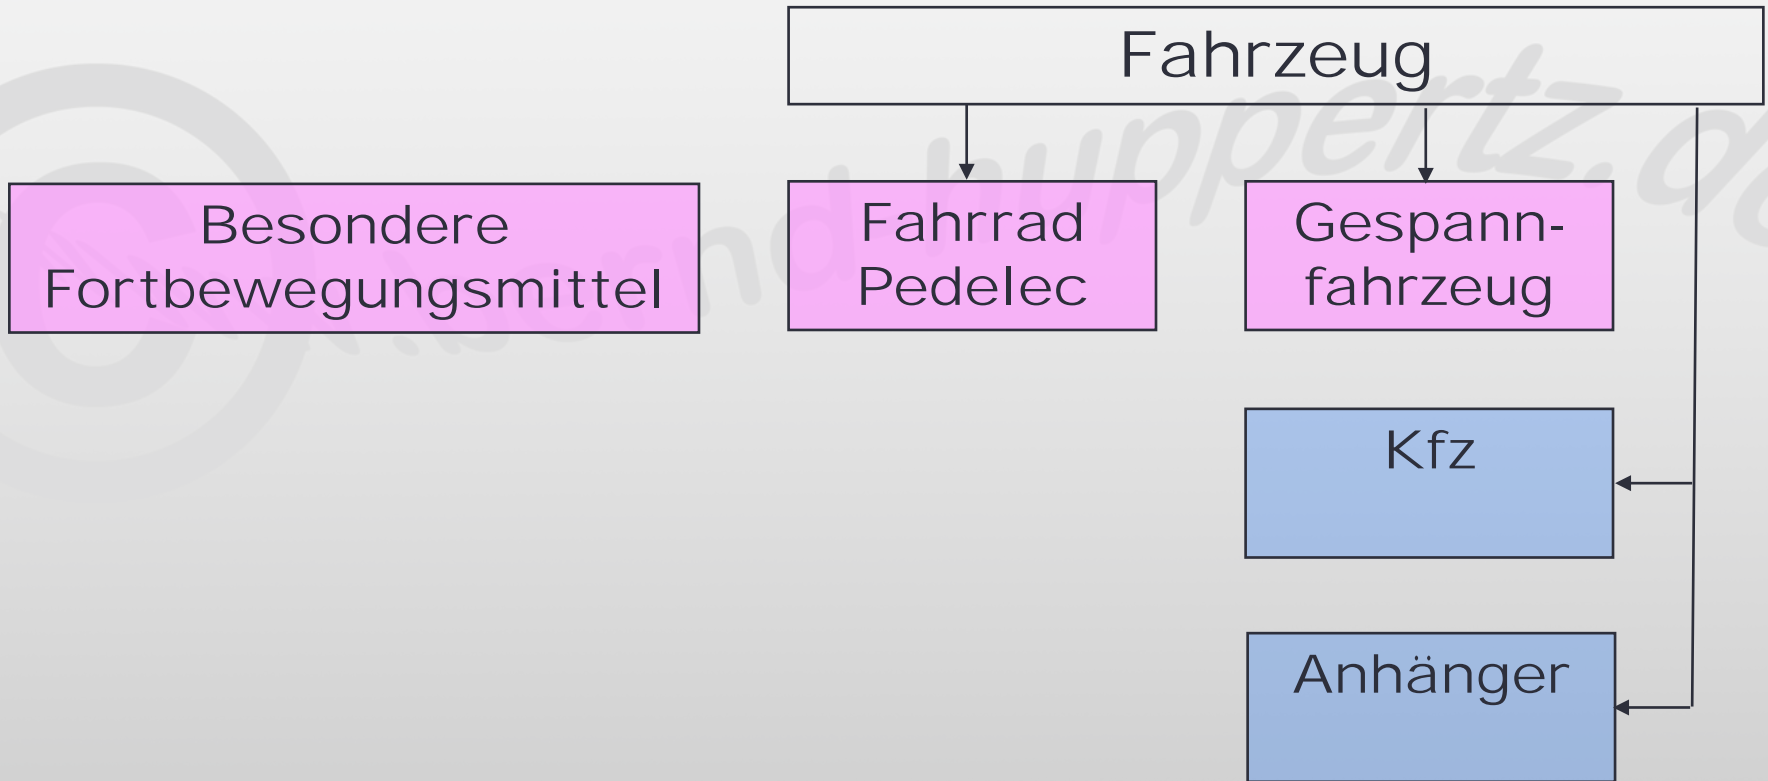 Fahrzeug
Besondere
Fortbewegungsmittel
Fahrrad
Pedelec
Gespann-
fahrzeug
Kfz
Anhänger